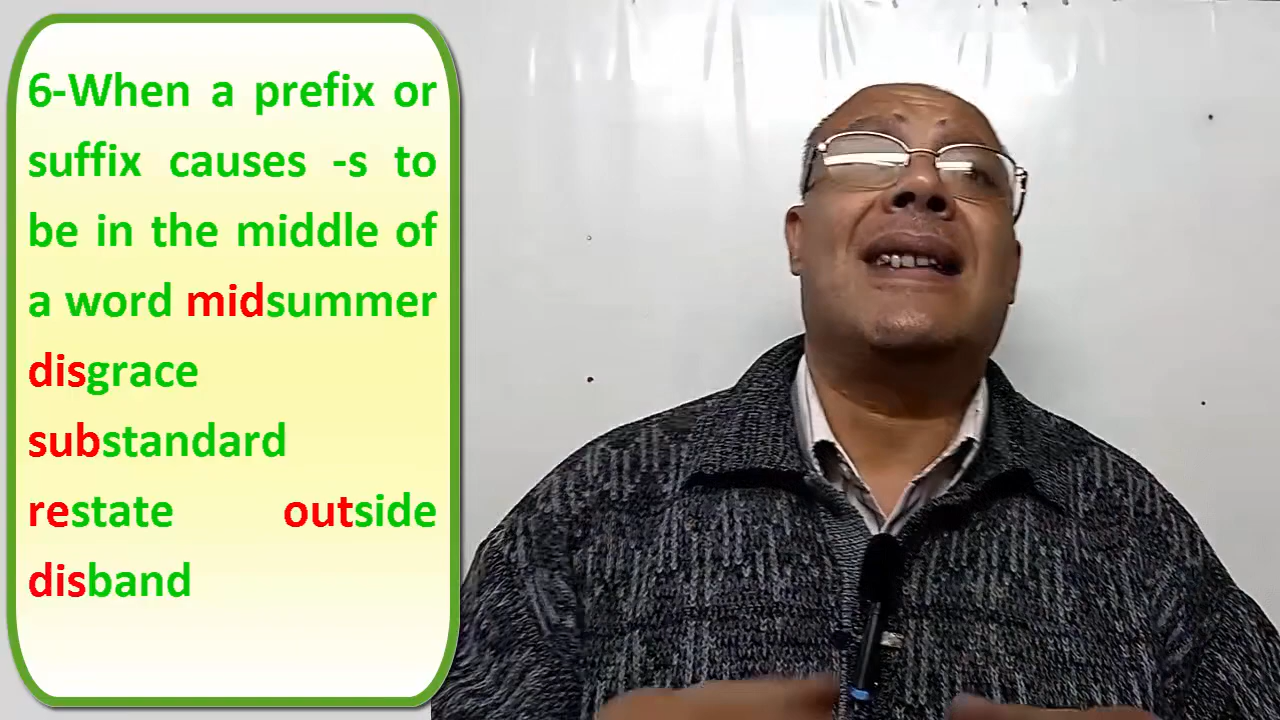 6-When a prefix or
suffix causes -s to
be in the middle of
a word midsummer
disgrace
substandard
restate outside
disband